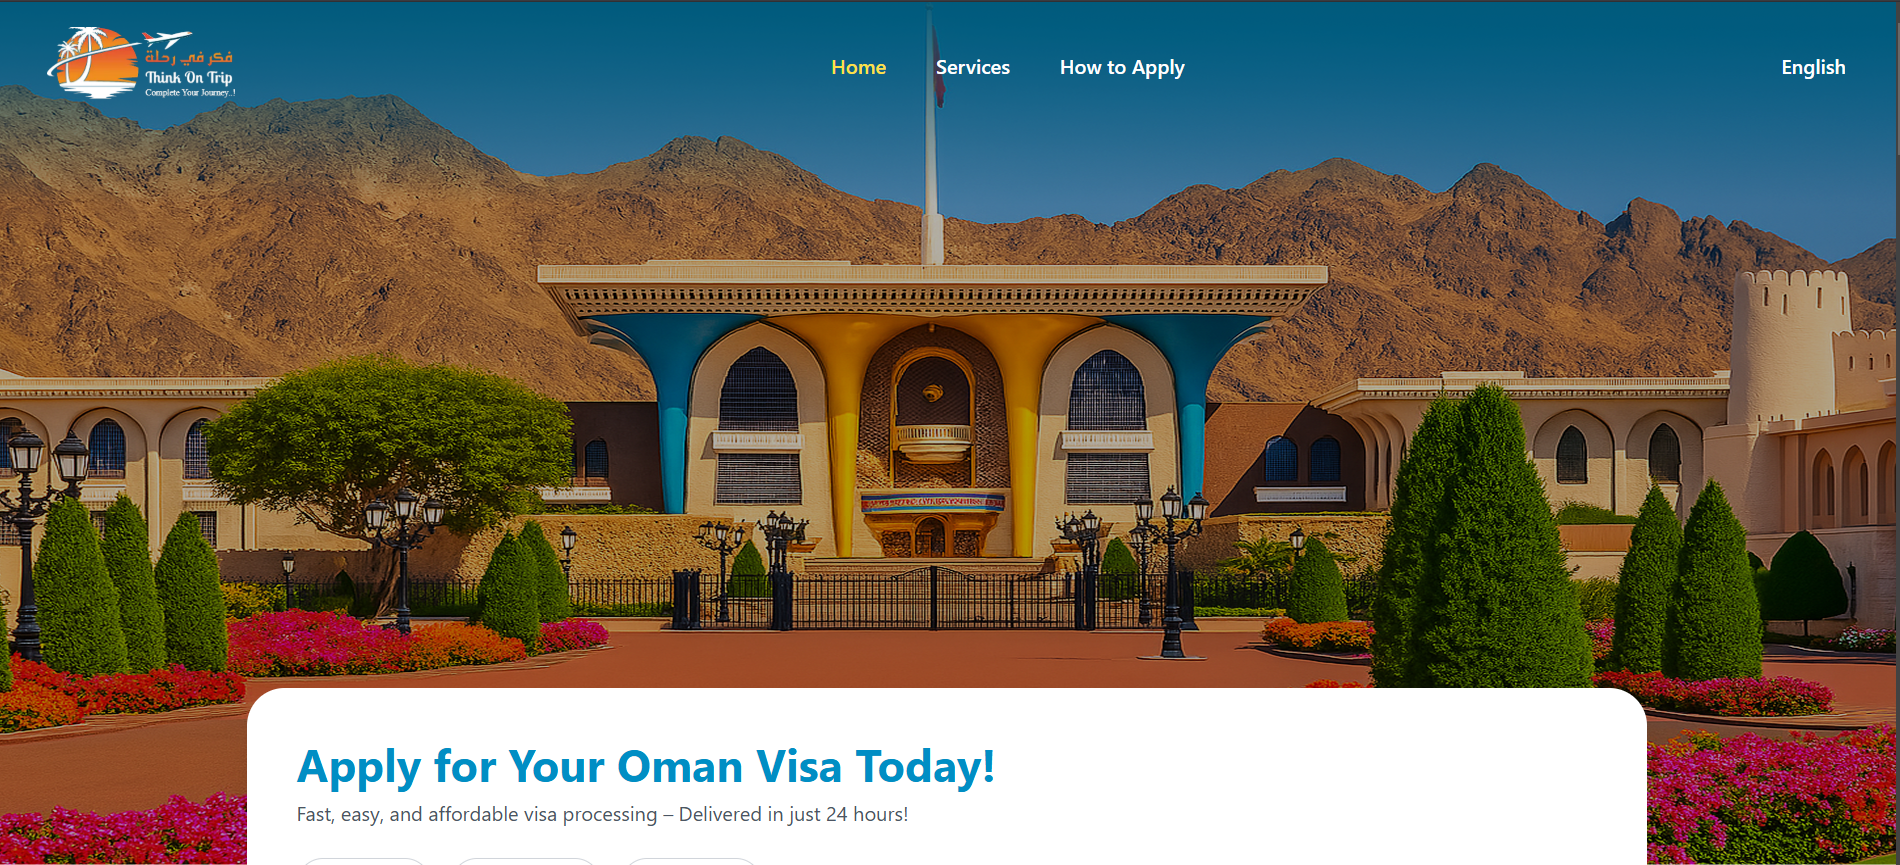 فكر في رحلة
Think On Trip
Complete Your Journey..!
Home
Services
How to Apply
English
Apply for Your Oman Visa Today!
Fast, easy, and affordable visa processing – Delivered in just 24 hours!